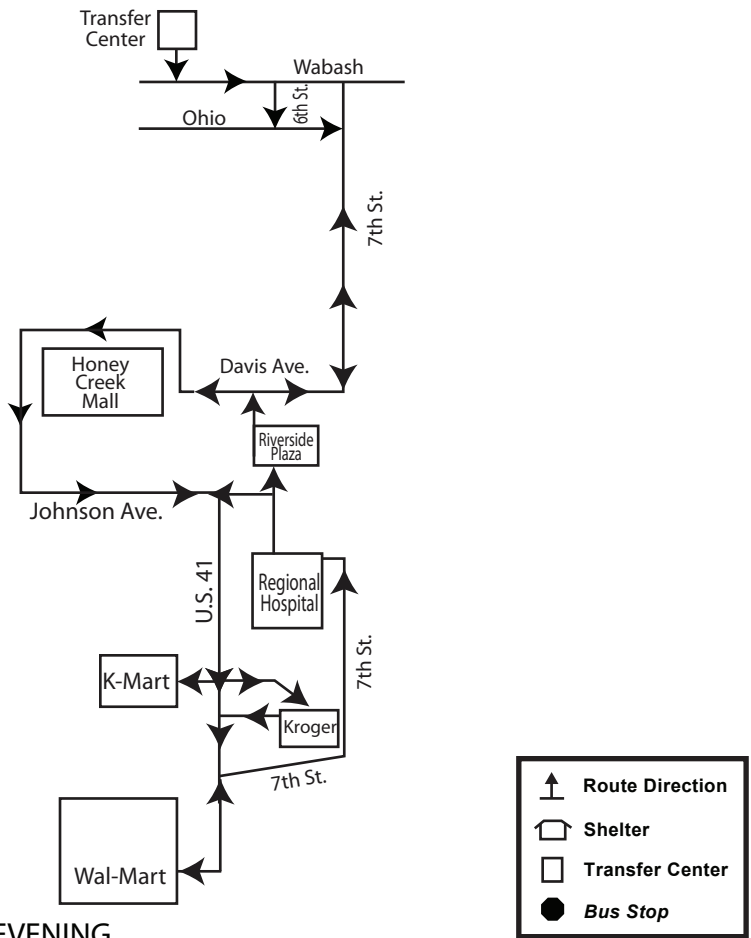 Transfer
Center
Wabash
6th St.
Ohio
7th St.
Honey
Creek
Mall
Davis Ave.
Riverside
Plaza
Johnson Ave.
U.S. 41
Regional
Hospital
7th St.
K-Mart
Kroger
7th St.
Wal-Mart
Route Direction
Shelter
Transfer Center
Bus Stop
EVENING